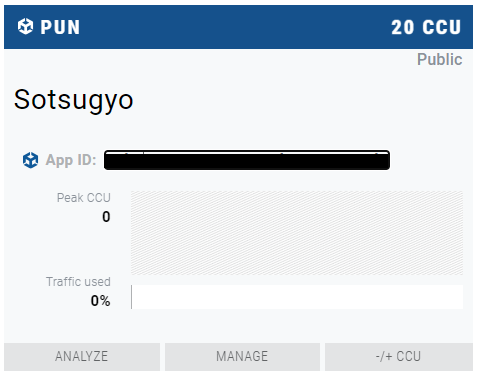 PUN 20 CCU
Public
Sotsugyo
App ID:
Peak CCU
0
Traffic used
0%
ANALYZE MANAGE -/+ CCU